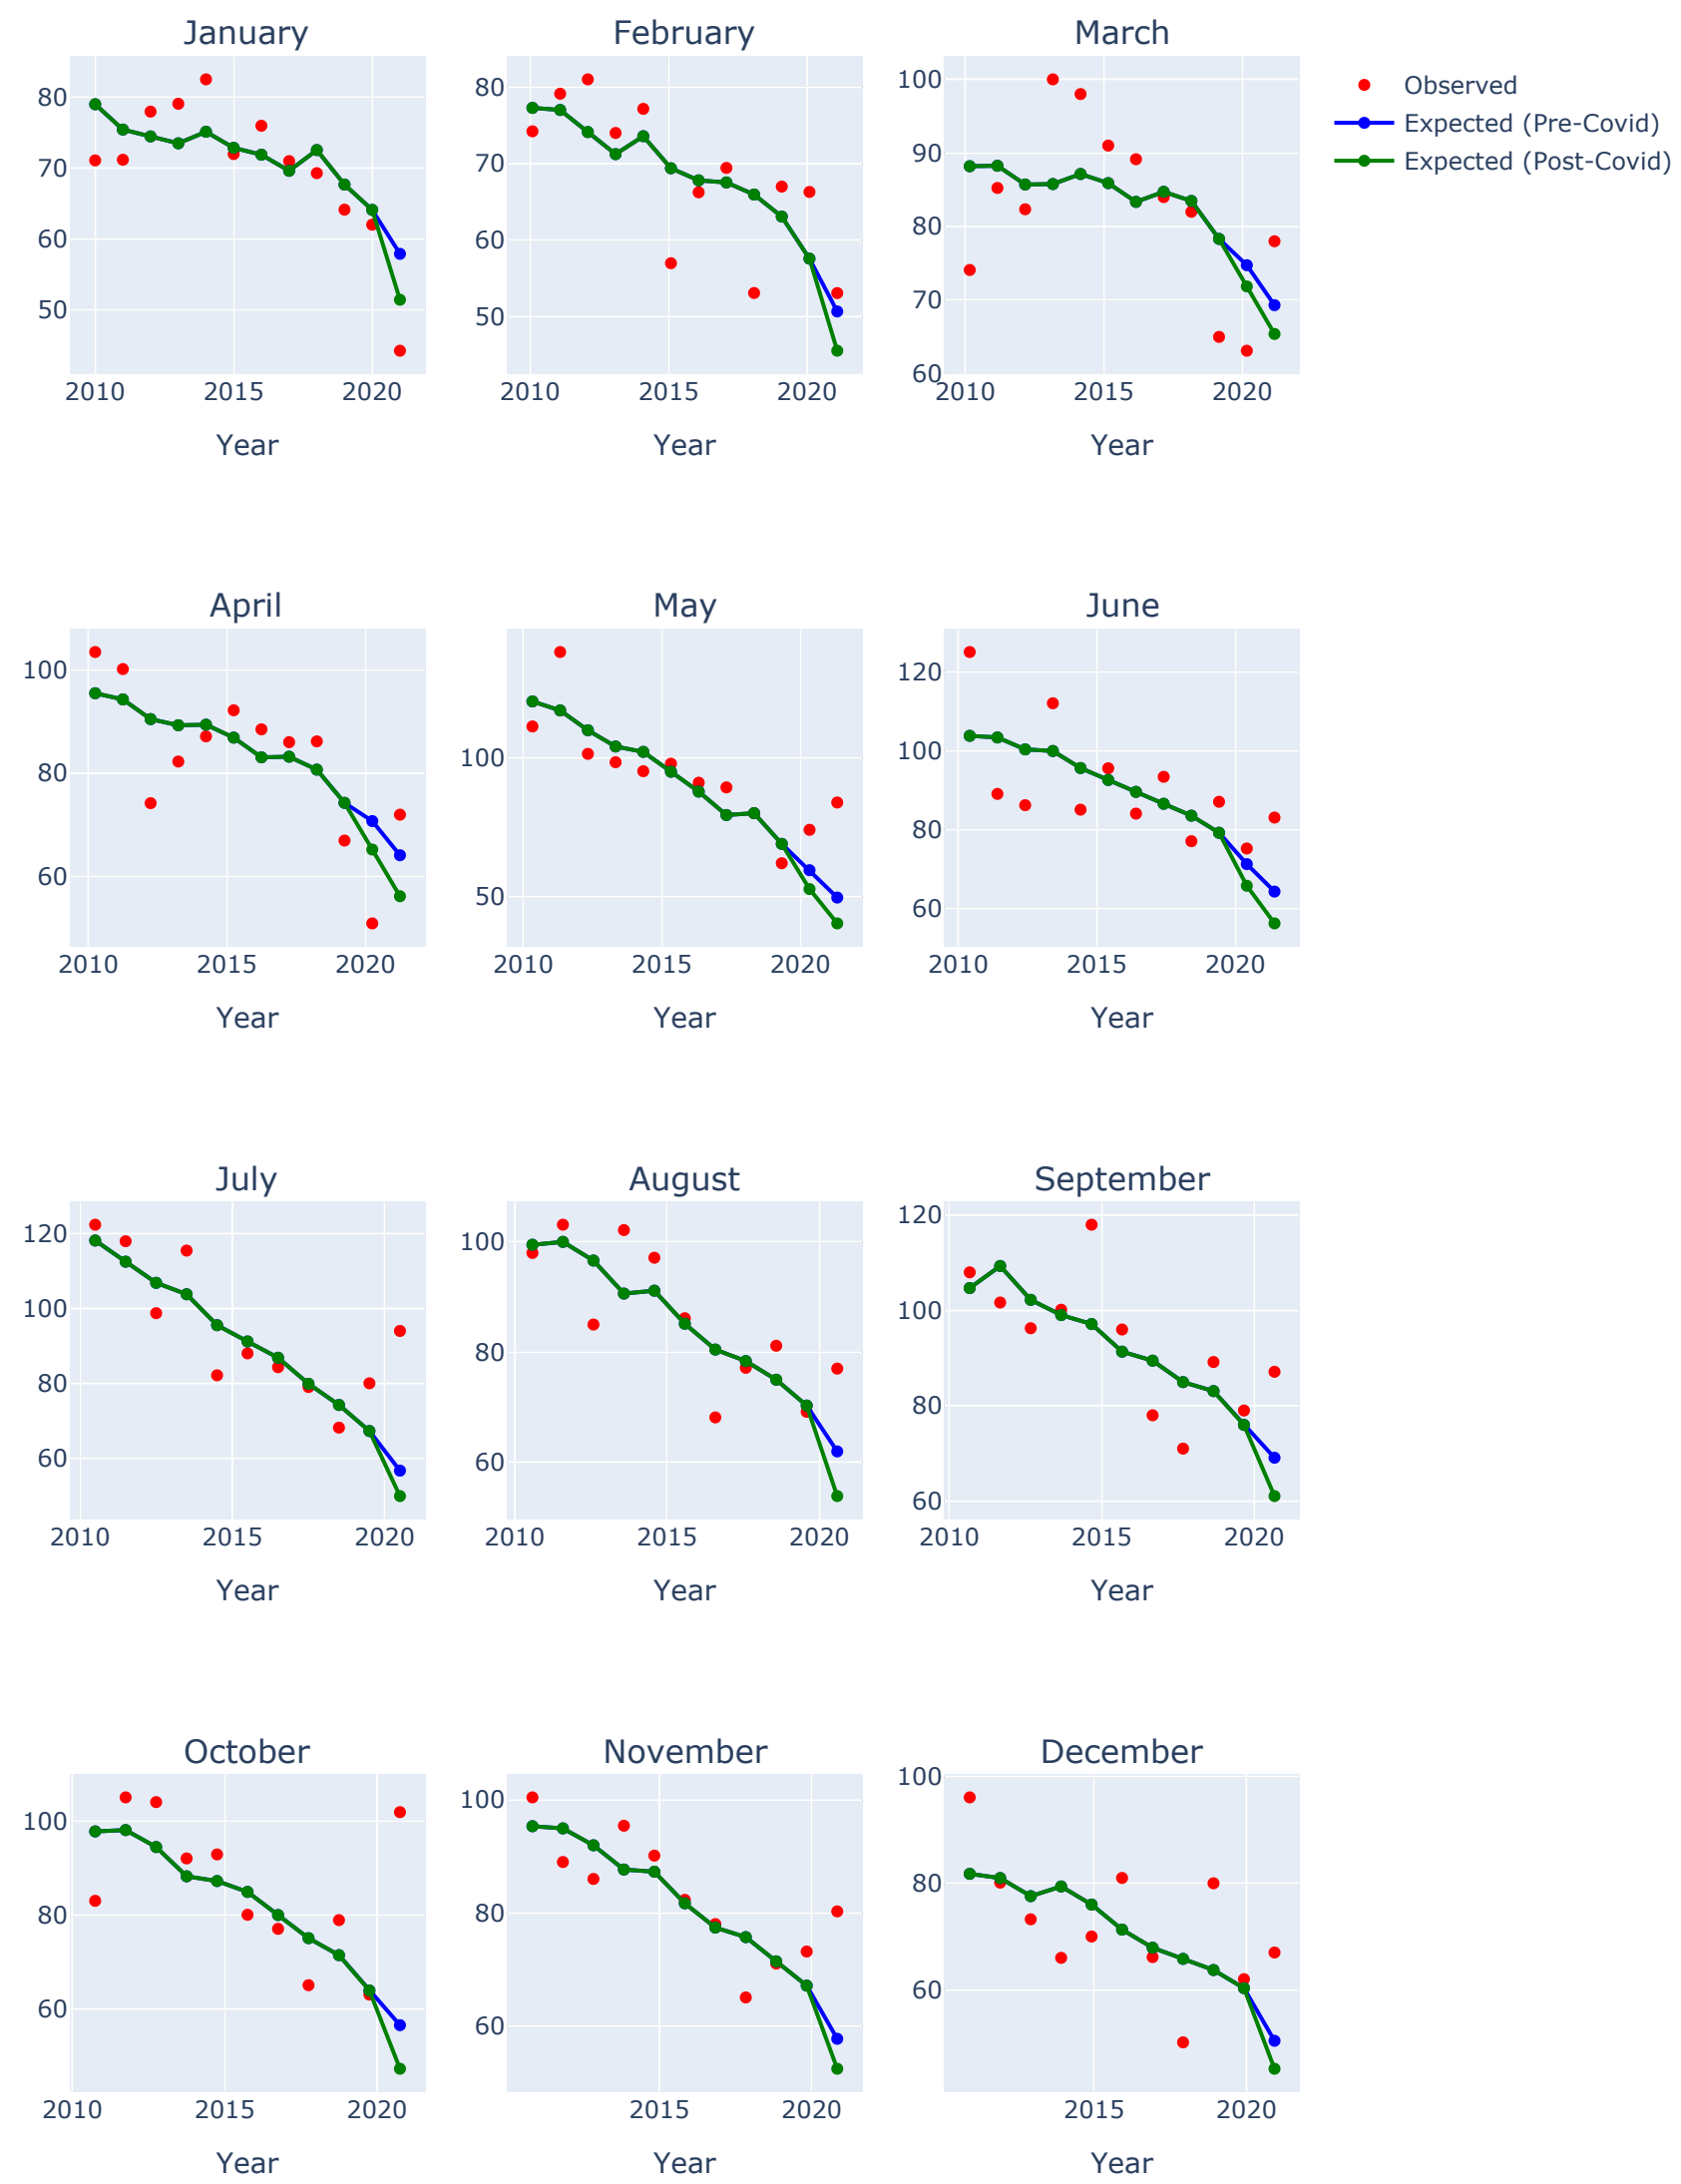 January
February
March
80
70
60
50
2010 2015 2020
Year
80
70
60
50
2010 2015 2020
Year
100
90
80
70
60
2010 2015 2020
Year
Observed
Expected (Pre-Covid)
Expected (Post-Covid)
April
May
June
100
80
60
2010 2015 2020
Year
100
50
2010 2015 2020
Year
120
100
80
60
2010 2015 2020
Year
July
August
September
120
100
80
60
2010 2015 2020
Year
100
80
60
2010 2015 2020
Year
120
100
80
60
2010 2015 2020
Year
October
November
December
100
80
60
2010 2015 2020
Year
100
80
60
2015 2020
Year
100
80
60
2015 2020
Year